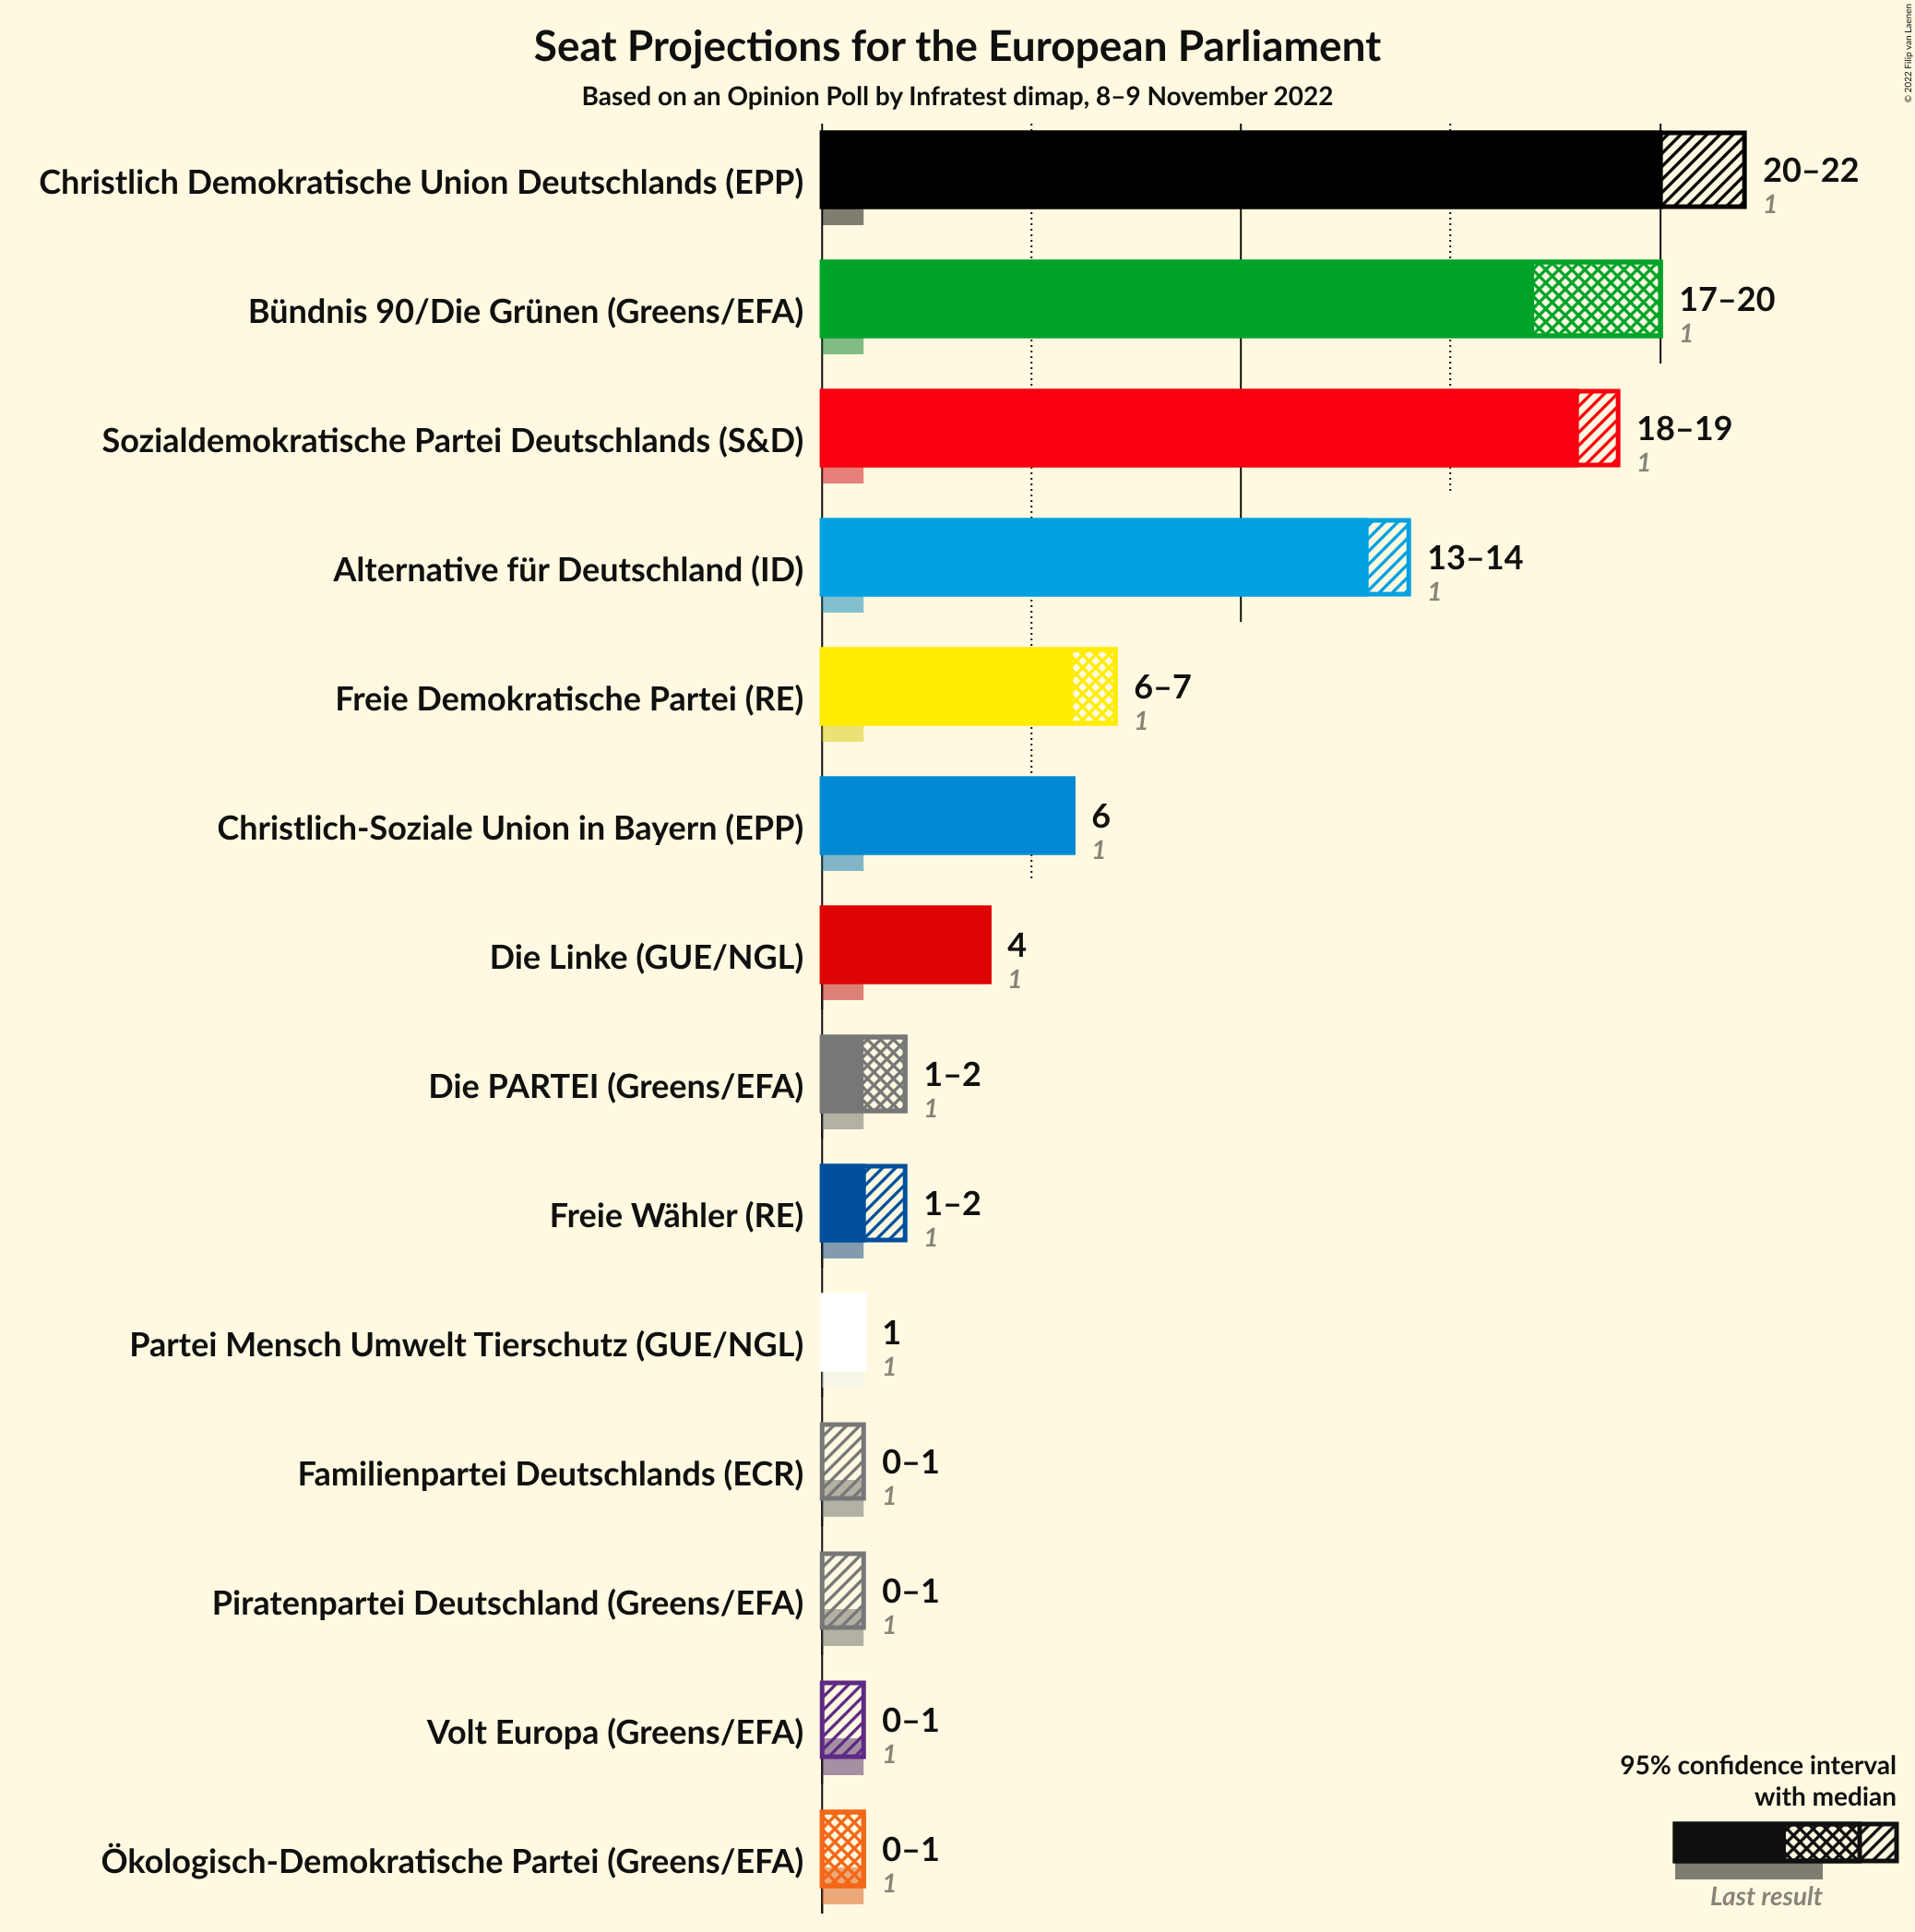 Seat Projections for the European Parliament
Based on an Opinion Poll by Infratest dimap, 8–9 November 2022
© 2022 Filip van Laenen
Christlich Demokratische Union Deutschlands (EPP)
20–22
1
Bündnis 90/Die Grünen (Greens/EFA)
17–20
1
Sozialdemokratische Partei Deutschlands (S&D)
18–19
1
Alternative für Deutschland (ID)
13–14
1
Freie Demokratische Partei (RE)
6–7
1
Christlich-Soziale Union in Bayern (EPP)
6
1
Die Linke (GUE/NGL)
4
1
Die PARTEI (Greens/EFA)
1–2
1
Freie Wähler (RE)
1–2
1
Partei Mensch Umwelt Tierschutz (GUE/NGL)
1
1
Familienpartei Deutschlands (ECR)
0–1
1
Piratenpartei Deutschland (Greens/EFA)
0–1
1
Volt Europa (Greens/EFA)
0–1
1
Ökologisch-Demokratische Partei (Greens/EFA)
0–1
1
95% confidence interval
with median
Last result